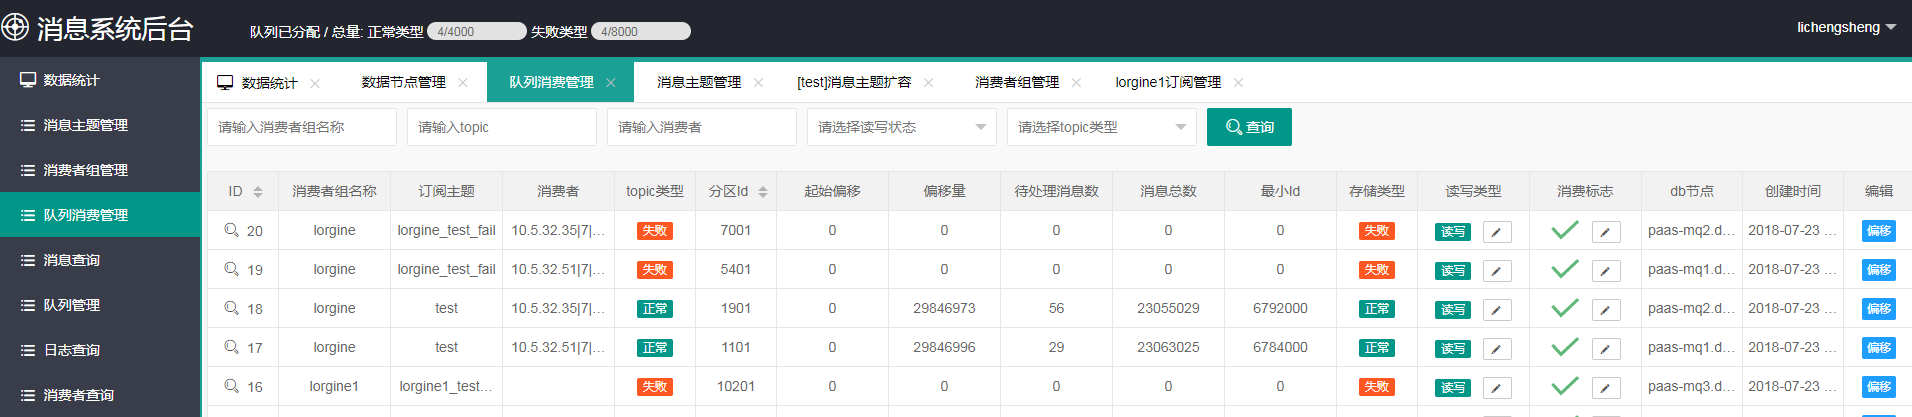 消息系统后台 队列已分配 / 总量: 正常类型 4/4000 失败类型 4/8000 lichengsheng
数据统计
消息主题管理
消费者组管理
队列消费管理
消息查询
队列管理
日志查询
消费者查询
数据统计 数据节点管理 队列消费管理 消息主题管理 [test]消息主题扩容 消费者组管理 lorgine1订阅管理
请输入消费者组名称 请输入topic 请输入消费者 请选择读写状态 请选择topic类型 查询
ID 消费者组名称 订阅主题 消费者 topic类型 分区Id 起始偏移 偏移量 待处理消息数 消息总数 最小Id 存储类型 读写类型 消费标志 db节点 创建时间 编辑
20 lorgine lorgine_test_fail 10.5.32.35|7|... 失败 7001 0 0 0 0 0 失败 读写 paas-mq2.d... 2018-07-23 ... 偏移
19 lorgine lorgine_test_fail 10.5.32.51|7|... 失败 5401 0 0 0 0 0 失败 读写 paas-mq1.d... 2018-07-23 ... 偏移
18 lorgine test 10.5.32.35|7|... 正常 1901 0 29846973 56 23055029 6792000 正常 读写 paas-mq2.d... 2018-07-23 ... 偏移
17 lorgine test 10.5.32.51|7|... 正常 1101 0 29846996 29 23063025 6784000 正常 读写 paas-mq1.d... 2018-07-23 ... 偏移
16 lorgine1 lorgine1_test... 失败 10201 0 0 0 0 0 失败 读写 paas-mq3.d... 2018-07-23 ... 偏移